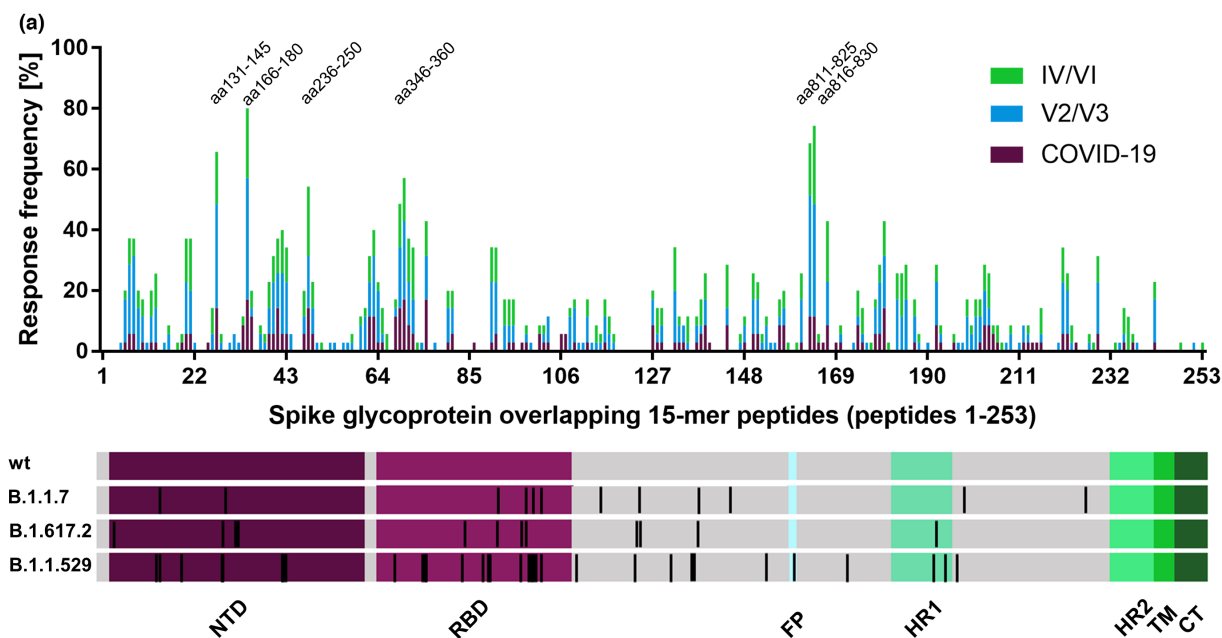 (a)
Response frequency [%]
100
80
60
40
20
0
aa131-145
aa166-180
aa236-250
aa346-360
aa811-825
aa816-830
IV/VI
V2/V3
COVID-19
1 22 43 64 85 106 127 148 169 190 211 232 253
Spike glycoprotein overlapping 15-mer peptides (peptides 1-253)
wt
B.1.1.7
B.1.617.2
B.1.1.529
NTD RBD FP HR1 HR2 TM CT